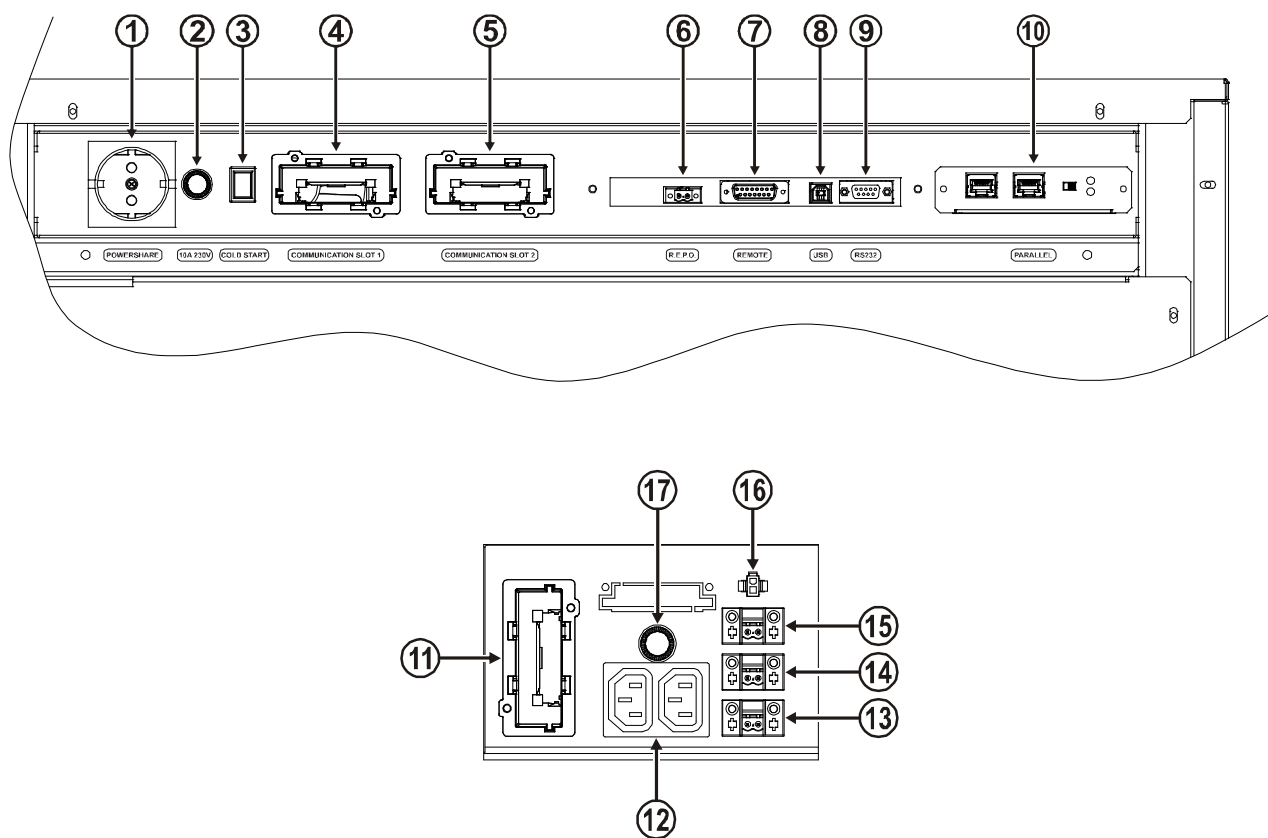 1 2 3 4 5 6 7 8 9 10
POWERSHARE 10A 230V COLD START COMMUNICATION SLOT 1 COMMUNICATION SLOT 2 R.E.P.O. REMOTE USB RS232 PARALLEL
17 16
15
11 14
13
12